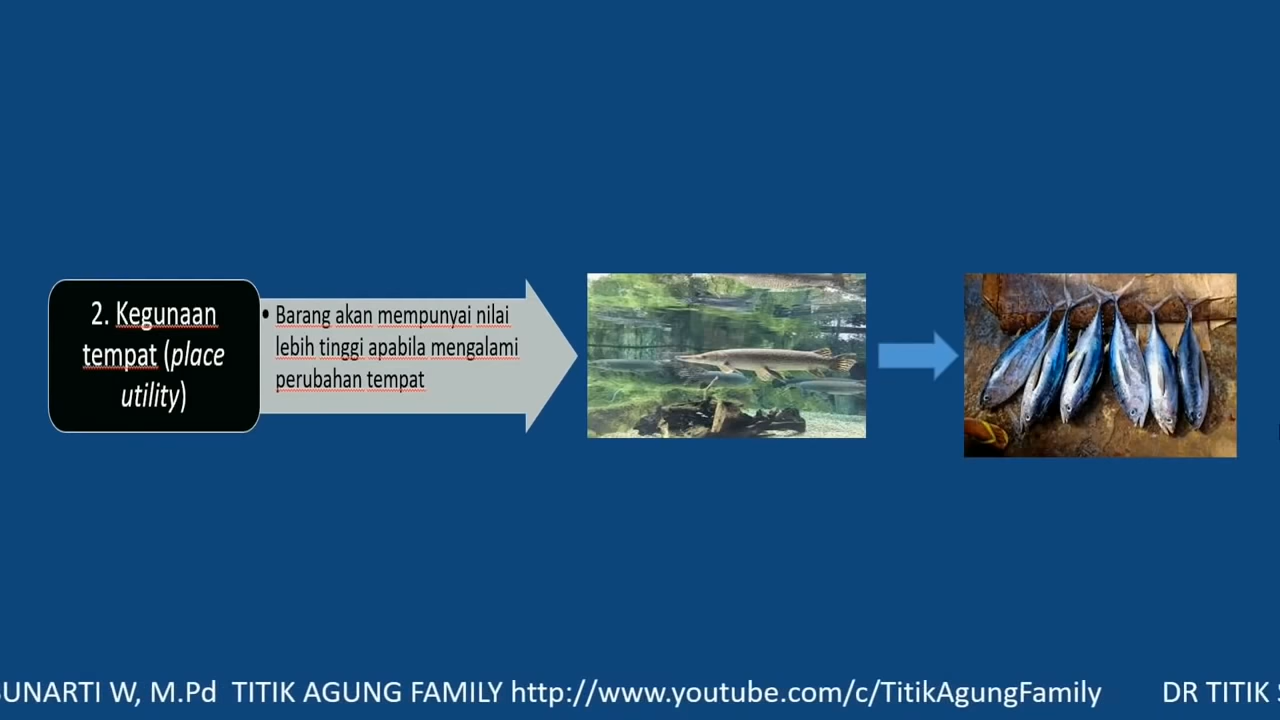 2. Kegunaan
tempat (place
utility)
• Barang akan mempunyai nilai
lebih tinggi apabila mengalami
perubahan tempat
SUNARTI W, M.Pd TITIK AGUNG FAMILY http://www.youtube.com/c/TitikAgungFamily DR TITIK